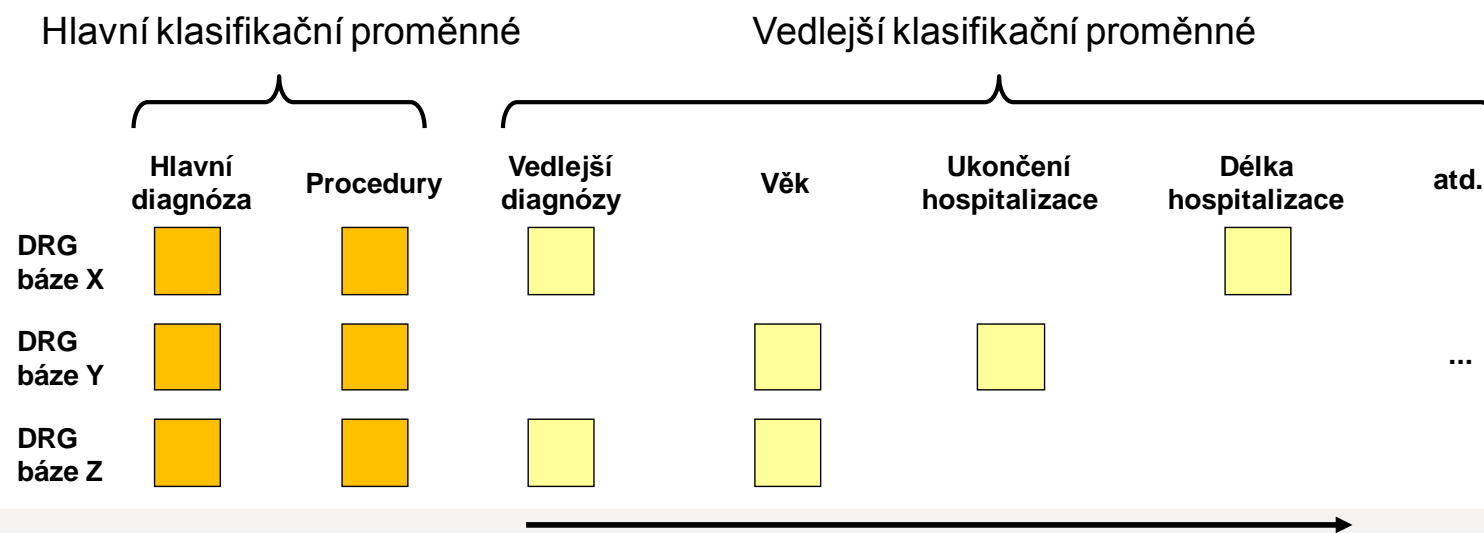 Hlavní klasifikační proměnné
Vedlejší klasifikační proměnné
Hlavní
diagnóza
Procedury
Vedlejší
diagnózy
Věk
Ukončení
hospitalizace
Délka
hospitalizace
atd.
DRG
báze X
DRG
báze Y
...
DRG
báze Z